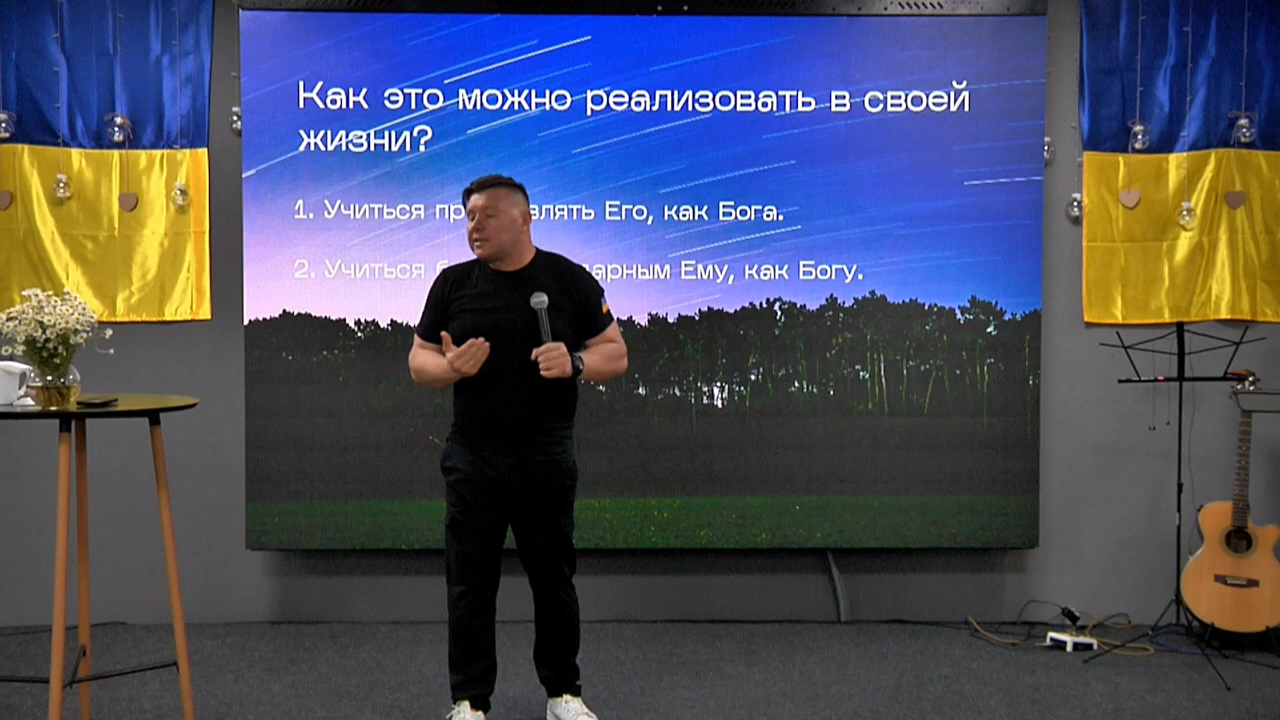 Как это можно реализовать в своей
жизни?
1. Учиться Его, как Бога.
2. Учиться Ему, как Богу.